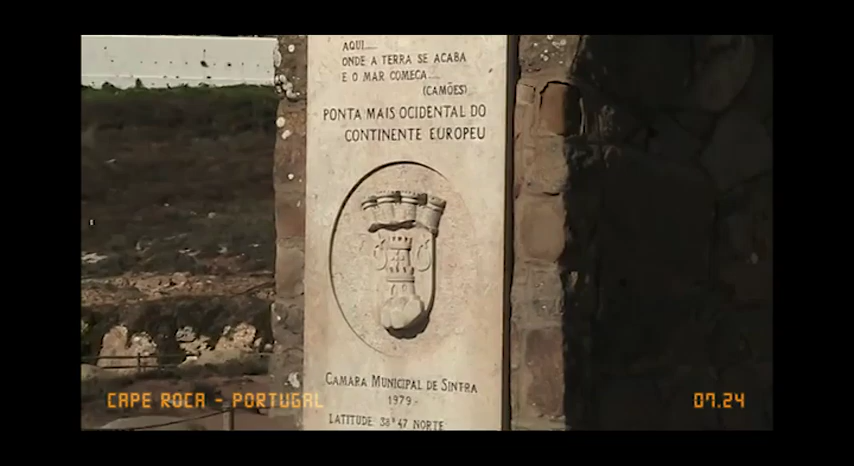 AQUI....
ONDE A TERRA SE ACABA
E O MAR COMEÇA....
(CAMÕES)
PONTA MAIS OCIDENTAL DO
CONTINENTE EUROPEU
CAMARA MUNICIPAL DE SINTRA
1979 -
LATITUDE: 38° 47 NORTE
CAPE ROCA - PORTUGAL
07.24